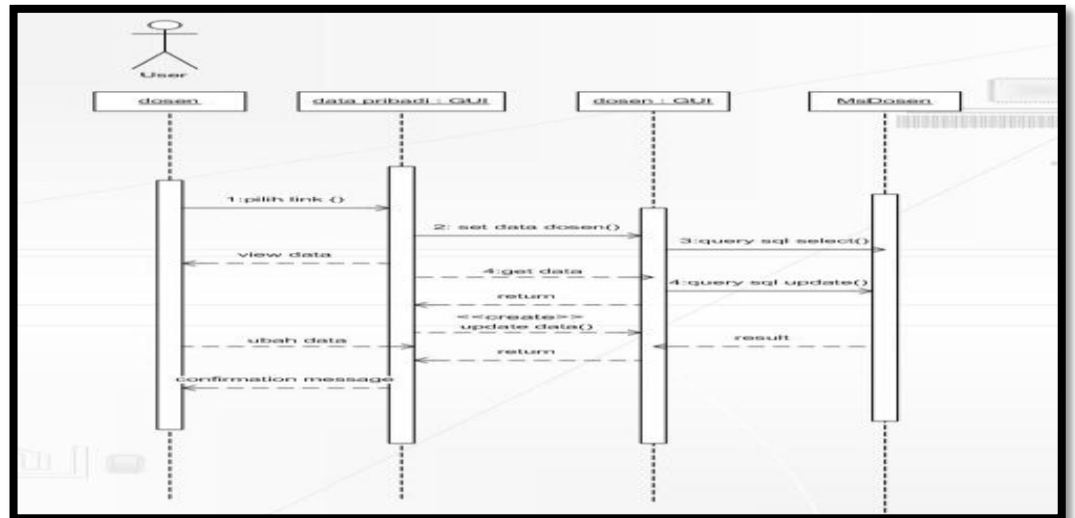 User
dosen
data pribadi : GUI
dosen : GUI
MsDosen
1:pilih link ()
2: set data dosen()
3:query sql select()
view data
4:get data
4:query sql update()
return
<<create>>
update data()
ubah data
result
return
confirmation message